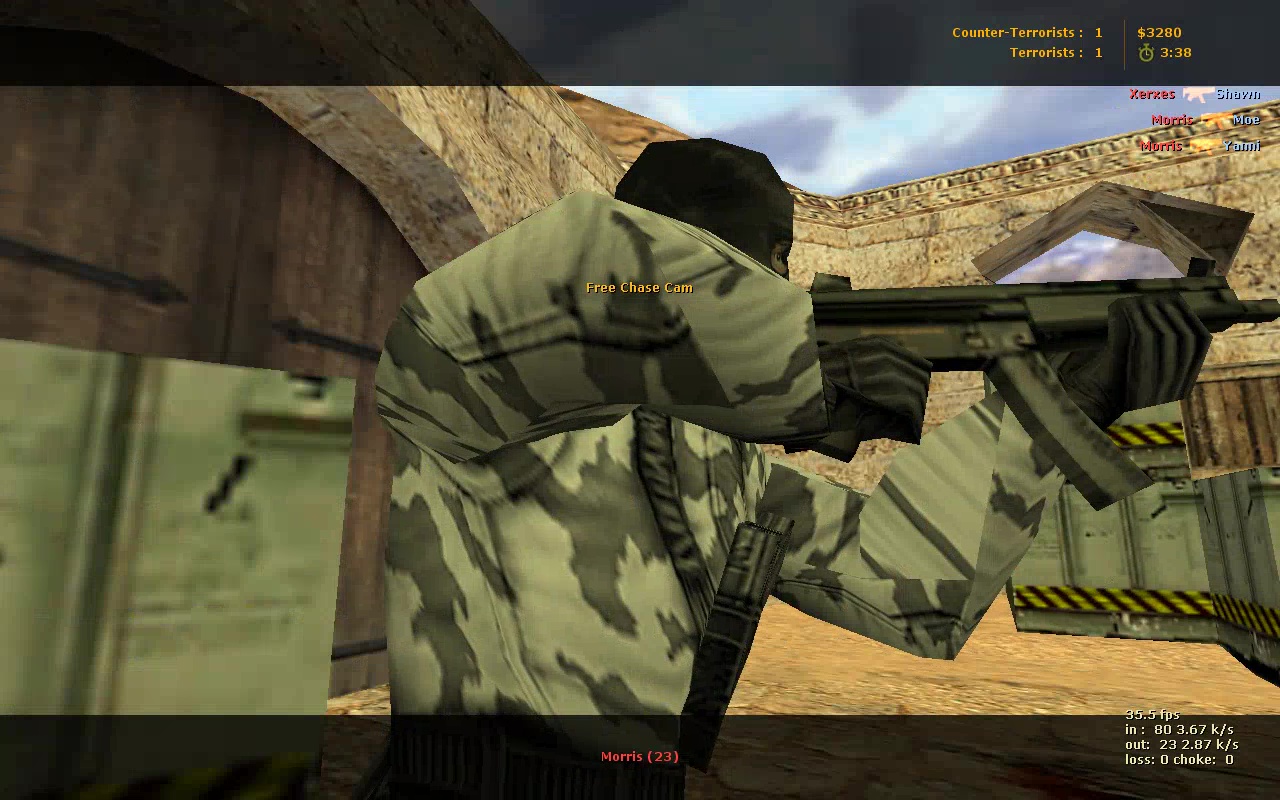 Counter-Terrorists : 1 $3280
Terrorists : 1 3:38
Xerxes Shawn
Morris Moe
Morris Yanni
Free Chase Cam
Morris (23)
35.5 fps
in : 80 3.67 k/s
out: 23 2.87 k/s
loss: 0 choke: 0